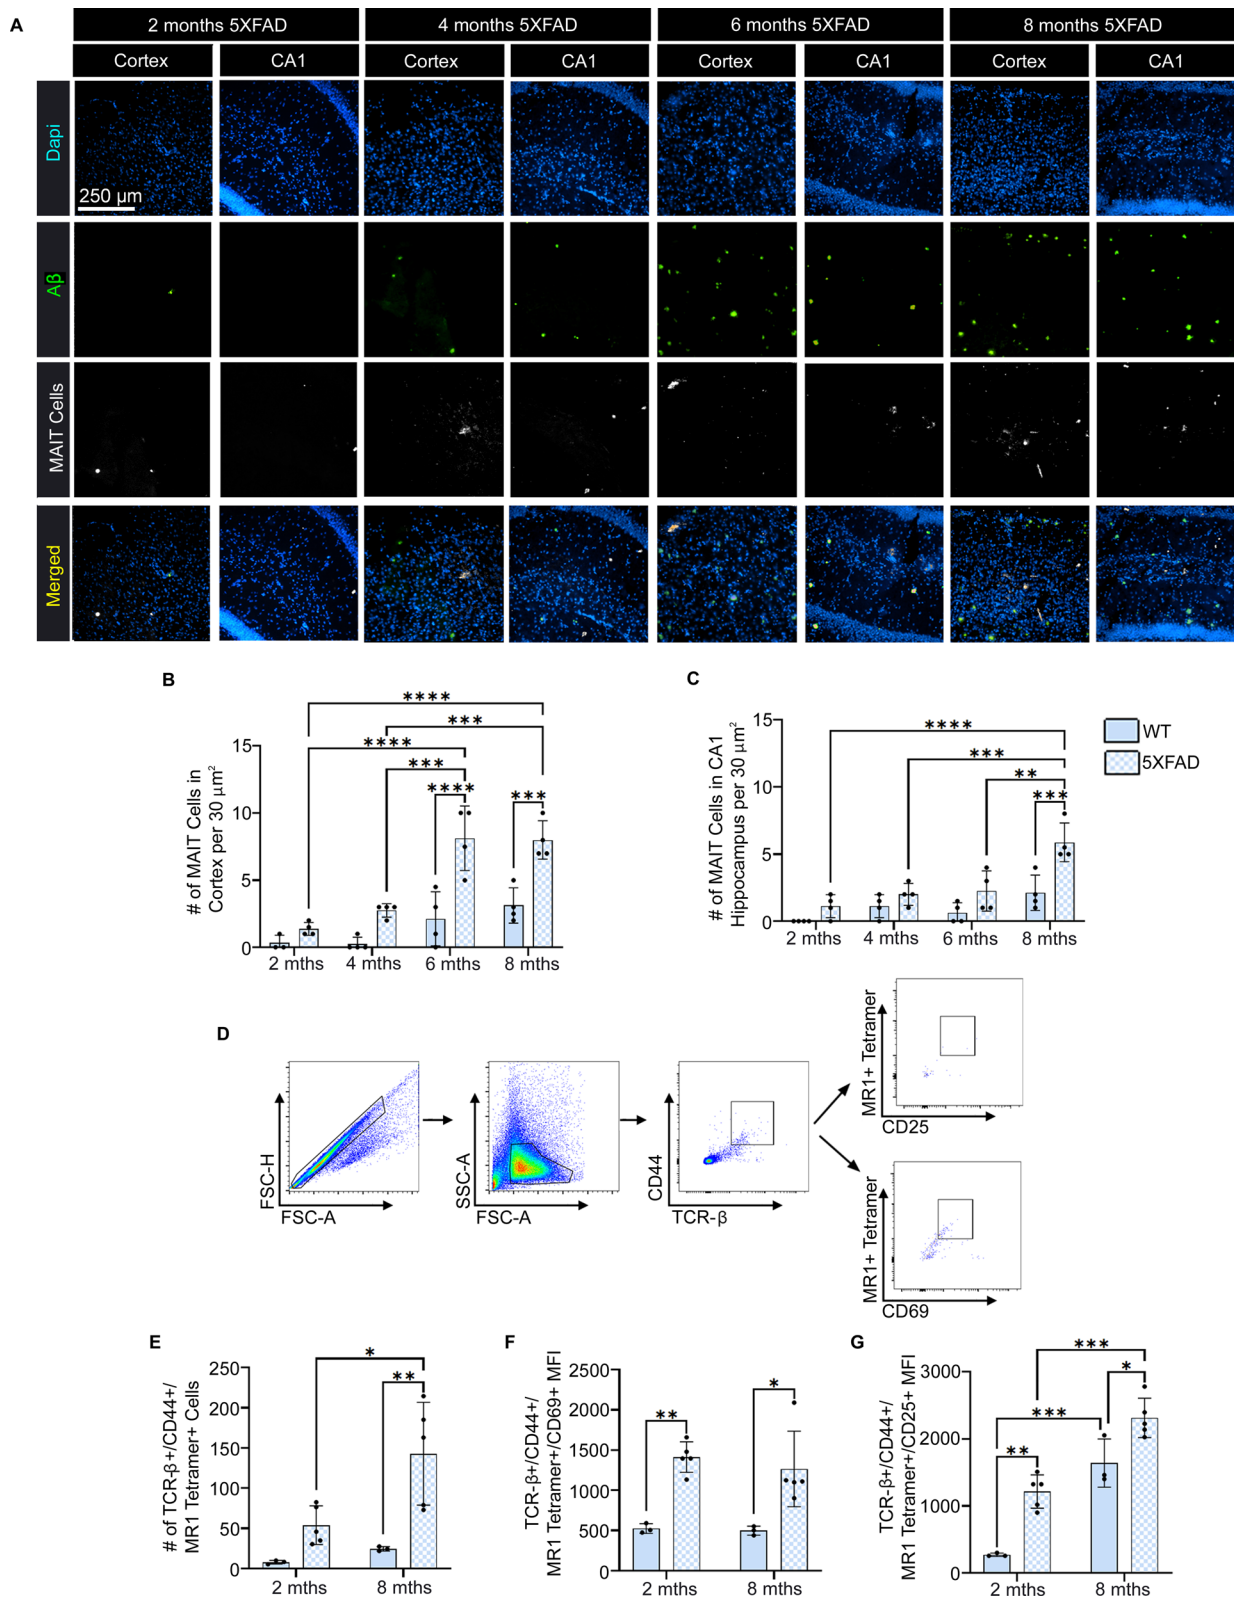 A
2 months 5XFAD
4 months 5XFAD
6 months 5XFAD
8 months 5XFAD
Cortex
CA1
Cortex
CA1
Cortex
CA1
Cortex
CA1
Dapi
250 µm
Aβ
MAIT Cells
Merged
B
****
***
****
***
****
***
# of MAIT Cells in
Cortex per 30 µm²
15
10
5
0
2 mths
4 mths
6 mths
8 mths
C
****
***
**
***
# of MAIT Cells in CA1
Hippocampus per 30 µm²
15
10
5
0
2 mths
4 mths
6 mths
8 mths
WT
5XFAD
D
FSC-H
FSC-A
SSC-A
FSC-A
CD44
TCR-β
MR1+ Tetramer
CD25
MR1+ Tetramer
CD69
E
*
**
# of TCR-β+/CD44+/
MR1 Tetramer+ Cells
250
200
150
100
50
0
2 mths
8 mths
F
**
*
TCR-β+/CD44+/
MR1 Tetramer+/CD69+ MFI
2500
2000
1500
1000
500
0
2 mths
8 mths
G
***
*
***
**
TCR-β+/CD44+/
MR1 Tetramer+/CD25+ MFI
3000
2000
1000
0
2 mths
8 mths